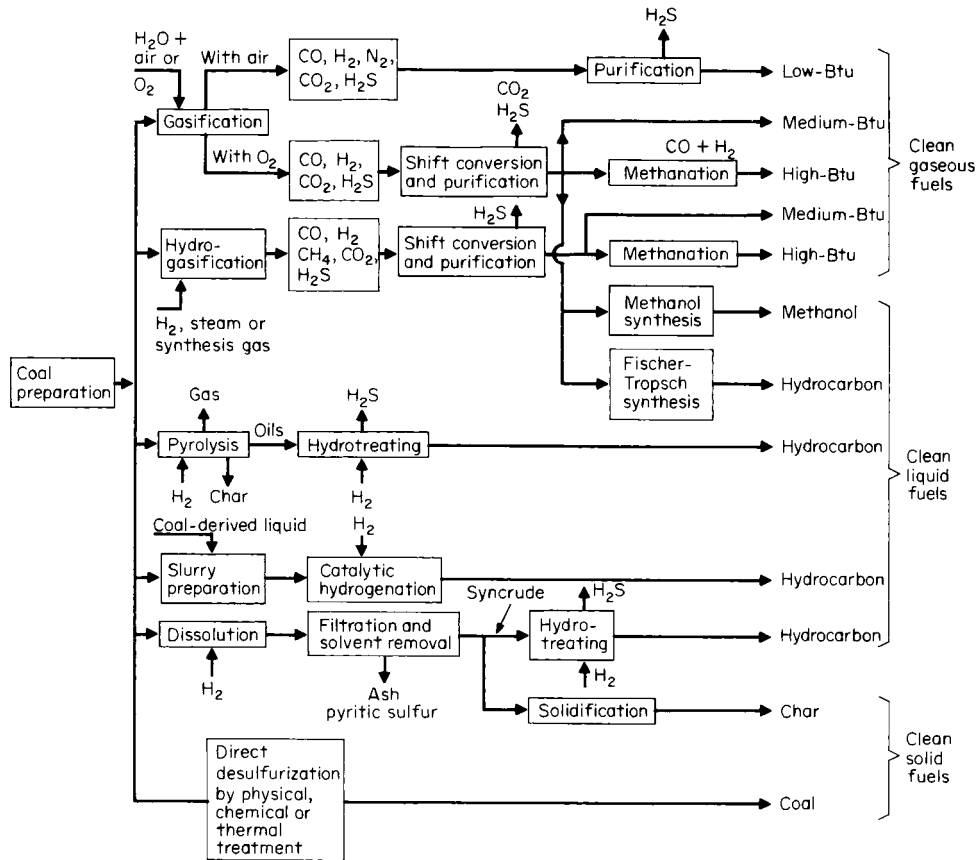 H₂O +
air or
O₂
With air
CO, H₂, N₂,
CO₂, H₂S
H₂S
Purification
Low-Btu
Gasification
CO₂
H₂S
Medium-Btu
With O₂
CO, H₂,
CO₂, H₂S
Shift conversion
and purification
CO + H₂
Methanation
High-Btu
Clean
gaseous
fuels
H₂S
Medium-Btu
Hydro-
gasification
CO, H₂
CH₄, CO₂,
H₂S
Shift conversion
and purification
Methanation
High-Btu
H₂, steam or
synthesis gas
Methanol
synthesis
Methanol
Coal
preparation
Fischer-
Tropsch
synthesis
Hydrocarbon
Gas
H₂S
Pyrolysis
Oils
Hydrotreating
Hydrocarbon
H₂
Char
H₂
Clean
liquid
fuels
Coal-derived liquid
H₂
Slurry
preparation
Catalytic
hydrogenation
Hydrocarbon
Syncrude
H₂S
Dissolution
Filtration and
solvent removal
Hydro-
treating
Hydrocarbon
H₂
Ash
pyritic sulfur
H₂
Solidification
Char
Clean
solid
fuels
Direct
desulfurization
by physical,
chemical or
thermal
treatment
Coal